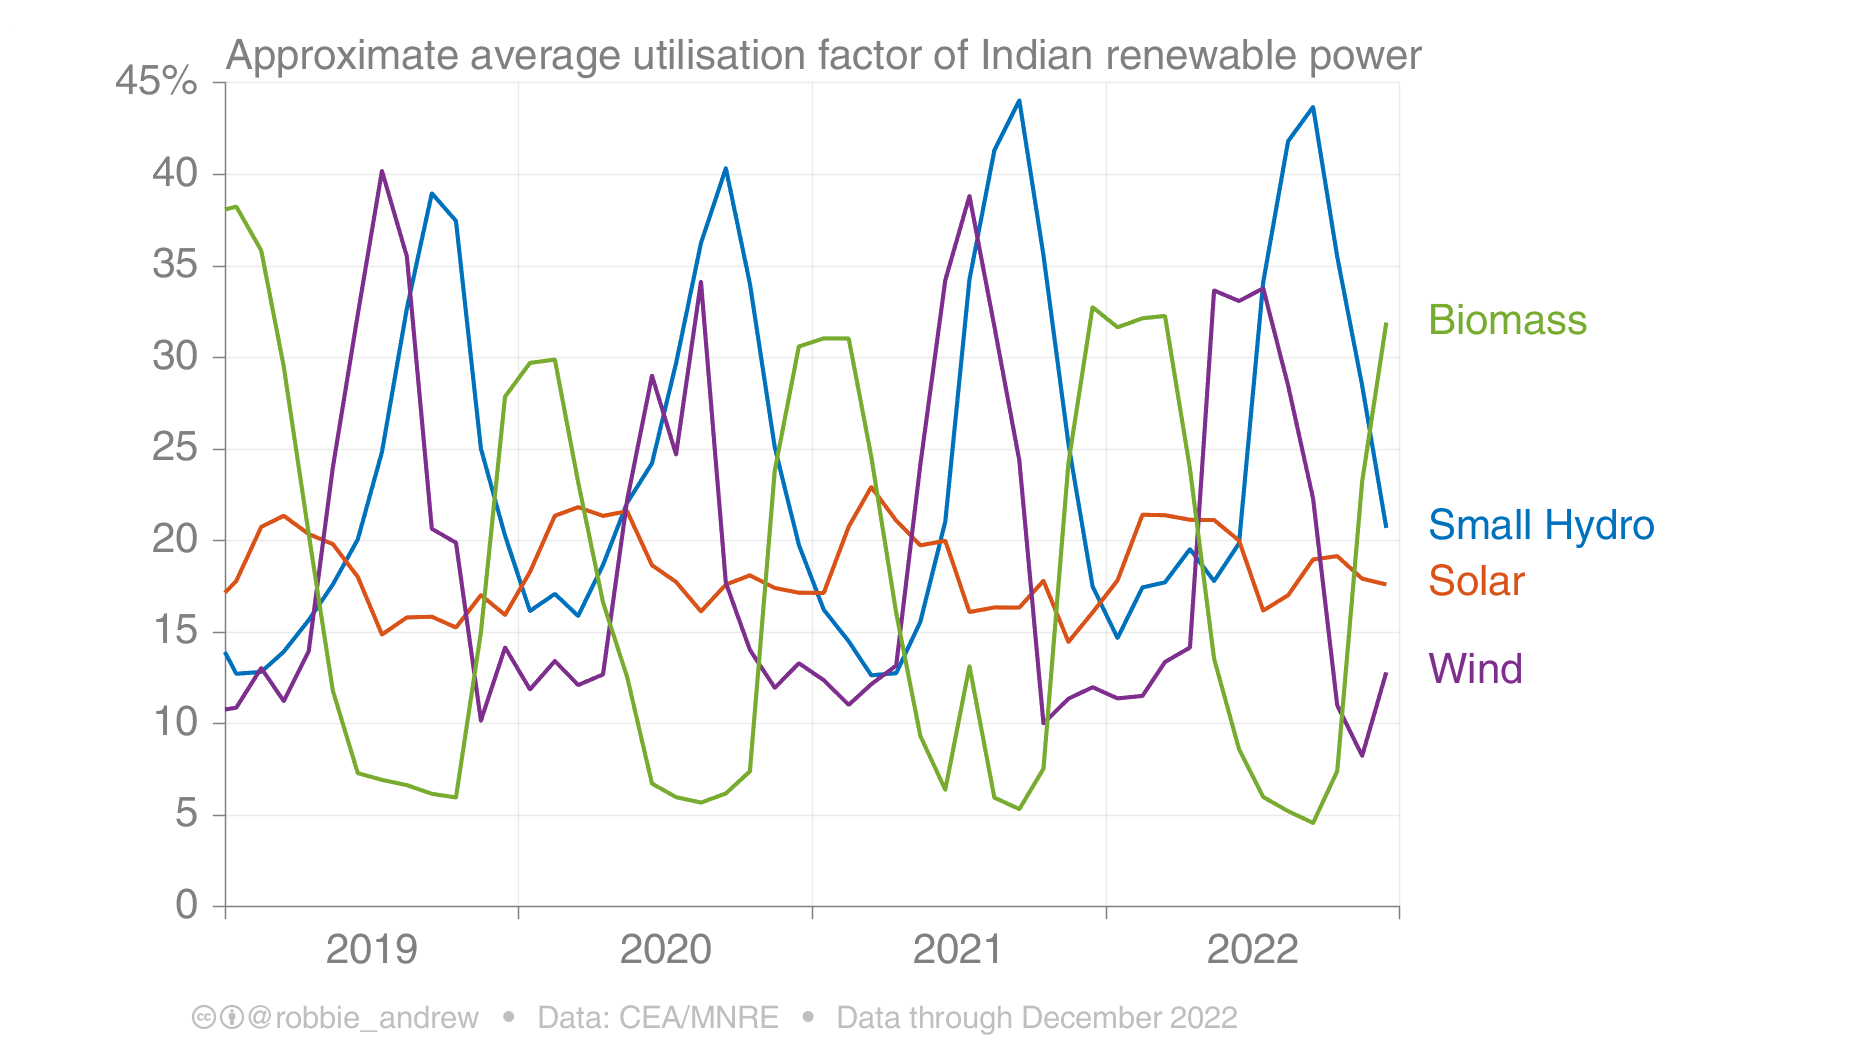 Approximate average utilisation factor of Indian renewable power
45%
40
35
30
25
20
15
10
5
0
Biomass
Small Hydro
Solar
Wind
2019 2020 2021 2022
cc @robbie_andrew • Data: CEA/MNRE • Data through December 2022